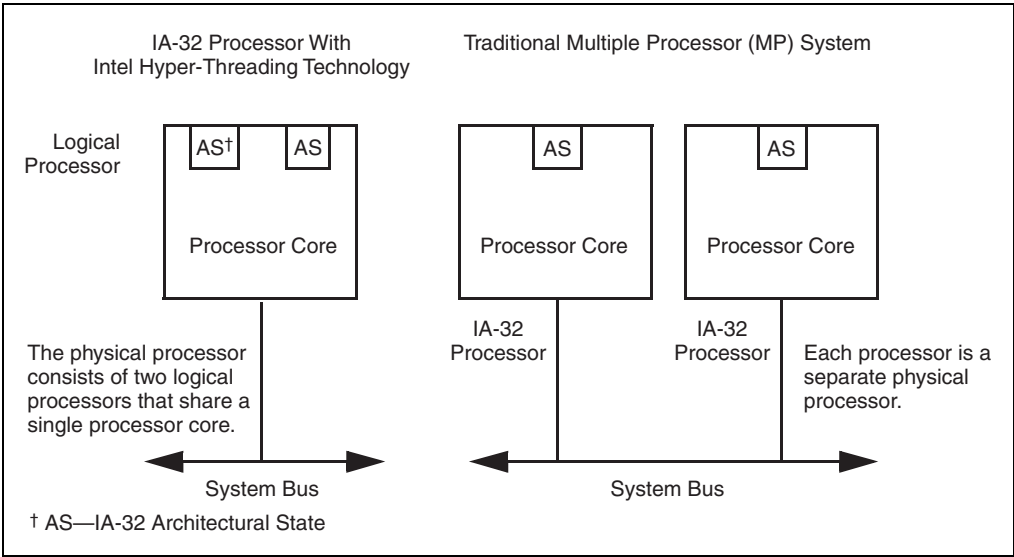 IA-32 Processor With
Intel Hyper-Threading Technology
Traditional Multiple Processor (MP) System
Logical
Processor
AS†
AS
AS
AS
Processor Core
Processor Core
Processor Core
IA-32
Processor
IA-32
Processor
The physical processor
consists of two logical
processors that share a
single processor core.
Each processor is a
separate physical
processor.
System Bus
System Bus
† AS—IA-32 Architectural State